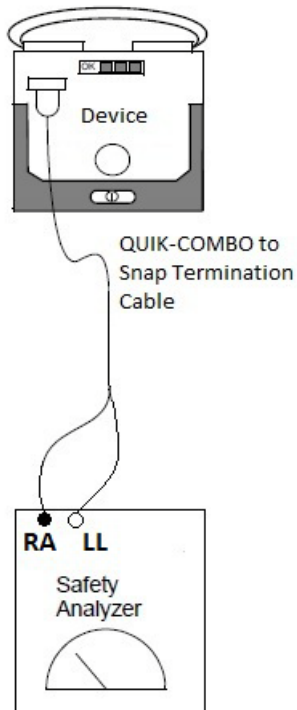 OK
Device
QUIK-COMBO to
Snap Termination
Cable
RA LL
Safety
Analyzer